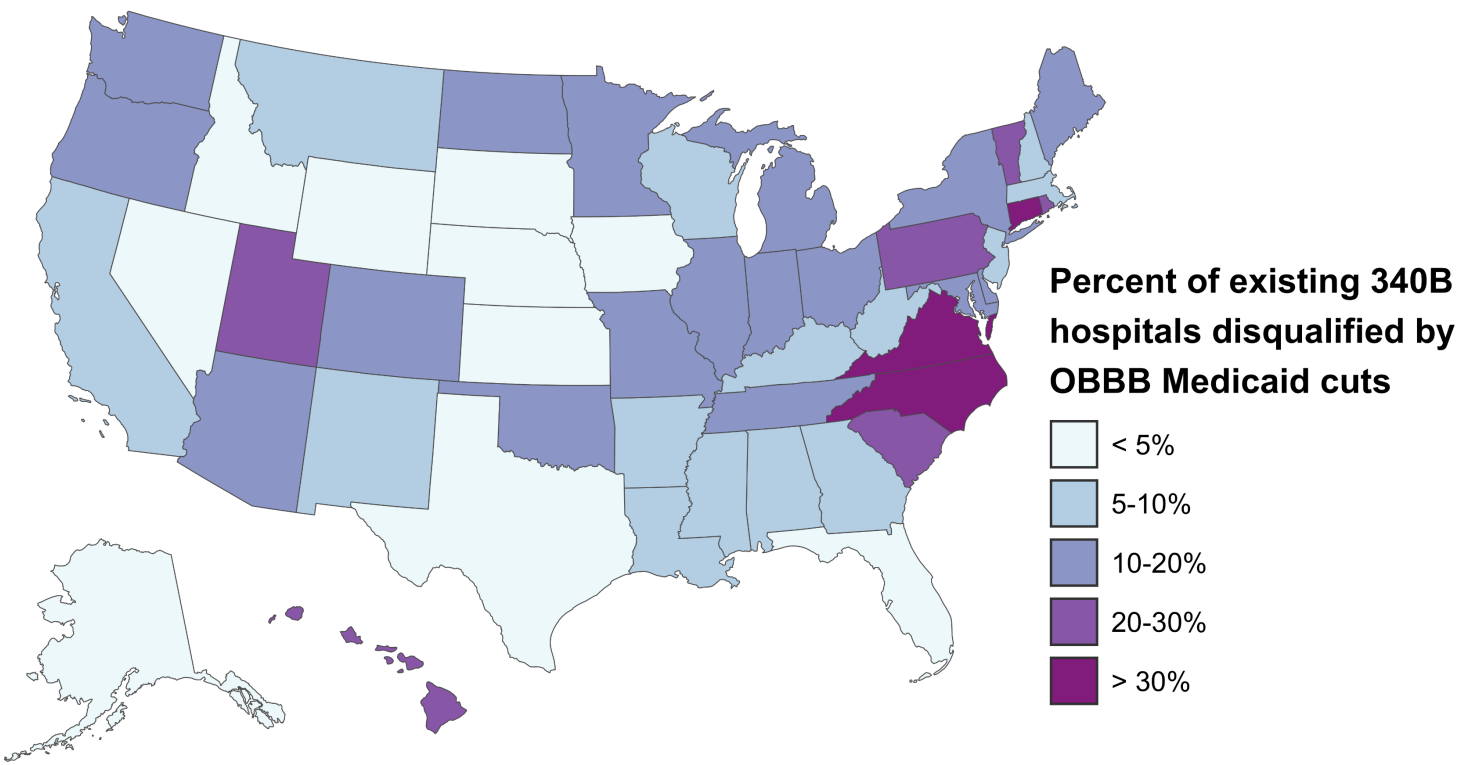 Percent of existing 340B
hospitals disqualified by
OBBB Medicaid cuts
< 5%
5-10%
10-20%
20-30%
> 30%